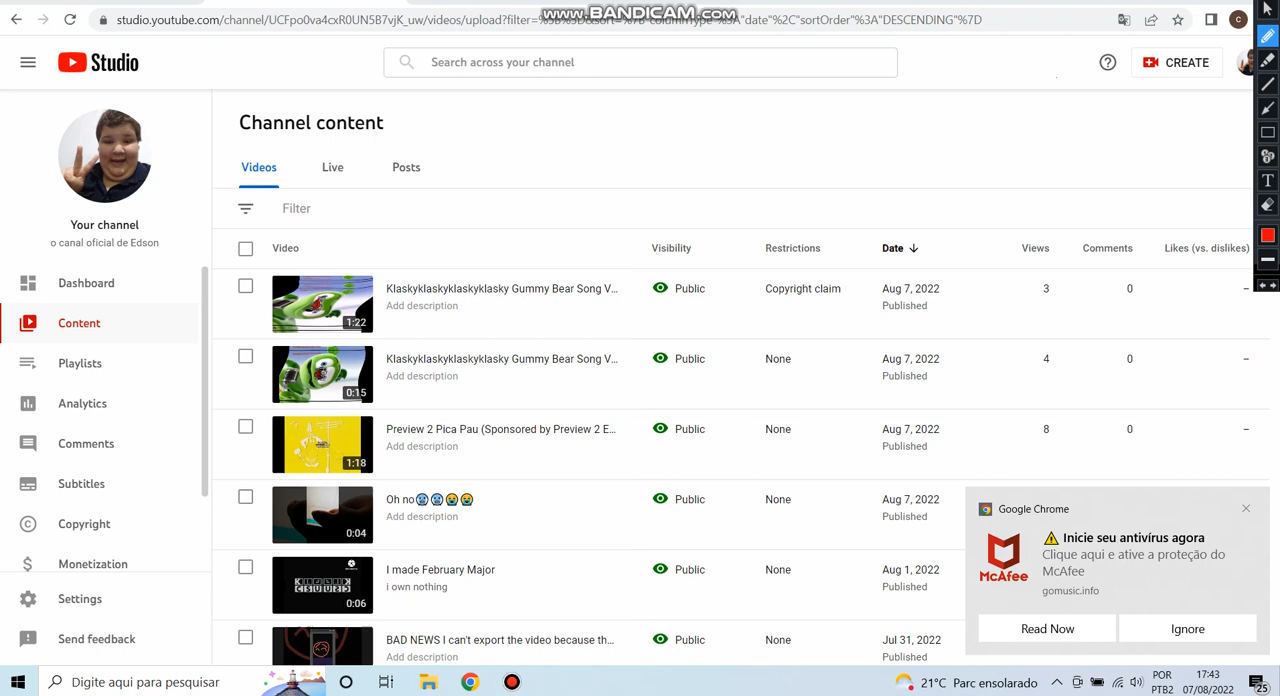 www.BANDICAM.com
studio.youtube.com/channel/UCFpo0va4cxR0UN5B7vjK_uw/videos/upload?filter=%5B%5D&sort=%7B"columnType"%3A"date"%2C"sortOrder"%3A"DESCENDING"%7D
C
Studio
Search across your channel
CREATE
T
Your channel
o canal oficial de Edson
Dashboard
Content
Playlists
Analytics
Comments
Subtitles
Copyright
Monetization
Settings
Send feedback
Channel content
Videos Live Posts
Filter
Video Visibility Restrictions Date Views Comments Likes (vs. dislikes)
Klaskyklaskyklaskyklasky Gummy Bear Song V... Public Copyright claim Aug 7, 2022 3 0 –
Add description Published
1:22
Klaskyklaskyklaskyklasky Gummy Bear Song V... Public None Aug 7, 2022 4 0 –
Add description Published
0:15
Preview 2 Pica Pau (Sponsored by Preview 2 E... Public None Aug 7, 2022 8 0 –
Add description Published
1:18
Oh no🥶🥶😭😭 Public None Aug 7, 2022
Add description Published
0:04
I made February Major Public None Aug 1, 2022
i own nothing Published
0:06
BAD NEWS I can't export the video because th... Public None Jul 31, 2022
Add description Published
Google Chrome
McAfee
⚠ Inicie seu antivírus agora
Clique aqui e ative a proteção do
McAfee
gomusic.info
Read Now Ignore
Digite aqui para pesquisar
21°C Parc ensolarado
POR
PTB2
17:43
07/08/2022
25